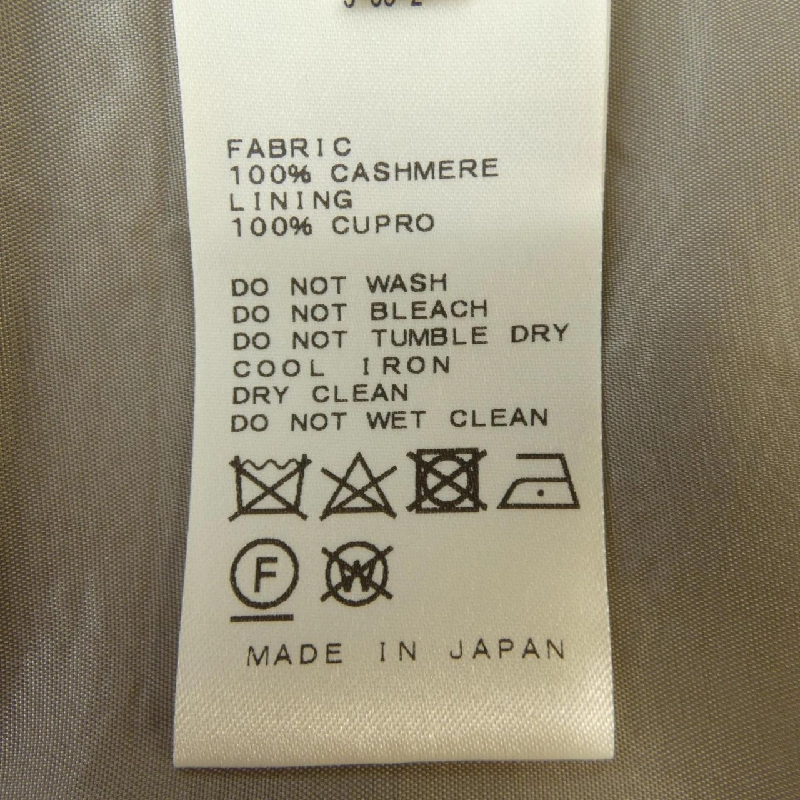 FABRIC
100% CASHMERE
LINING
100% CUPRO
DO NOT WASH
DO NOT BLEACH
DO NOT TUMBLE DRY
COOL IRON
DRY CLEAN
DO NOT WET CLEAN
F W
MADE IN JAPAN